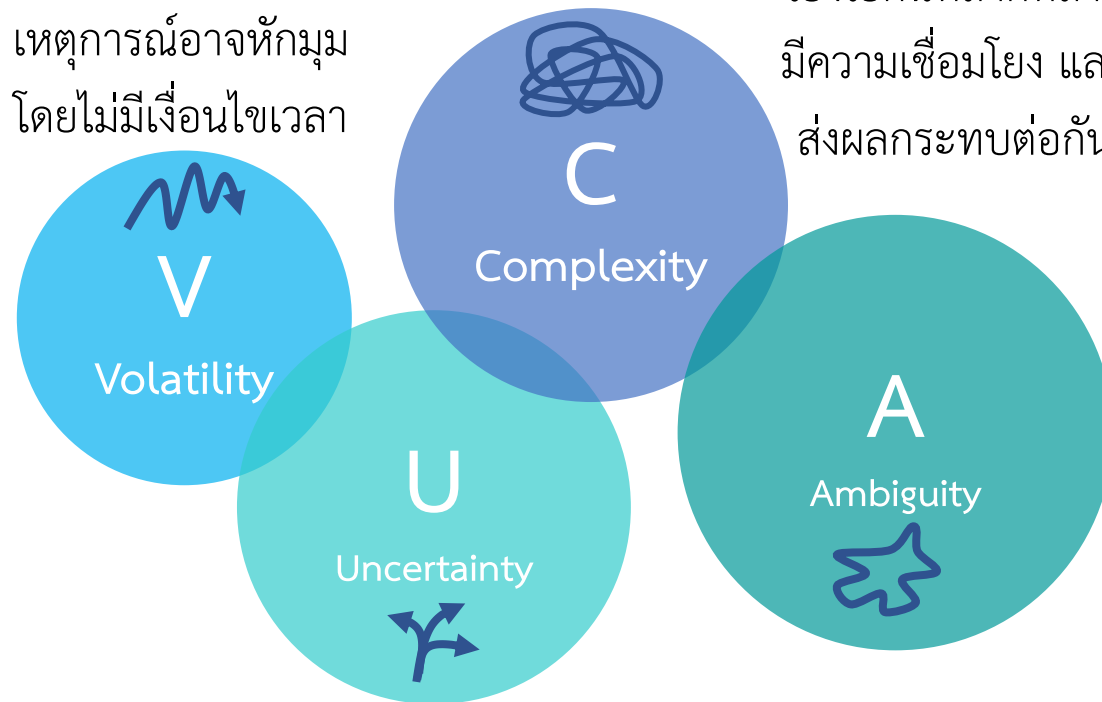 เหตุการณ์อาจหักมุม
โดยไม่มีเงื่อนไขเวลา
V
Volatility
C
Complexity
มีความเชื่อมโยง
ส่งผลกระทบต่อกัน
U
Uncertainty
A
Ambiguity